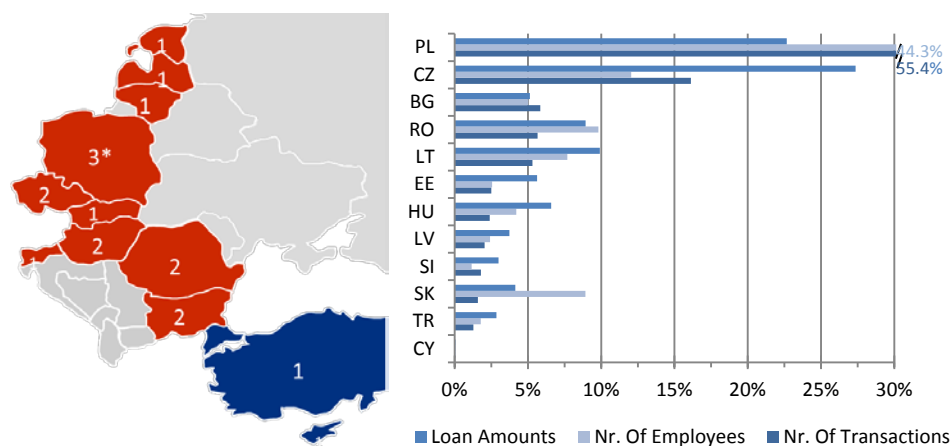 1
1
1
3*
2
1
2
1
2
2
1
PL
44.3%
55.4%
CZ
BG
RO
LT
EE
HU
LV
SI
SK
TR
CY
0% 5% 10% 15% 20% 25% 30%
Loan Amounts Nr. Of Employees Nr. Of Transactions